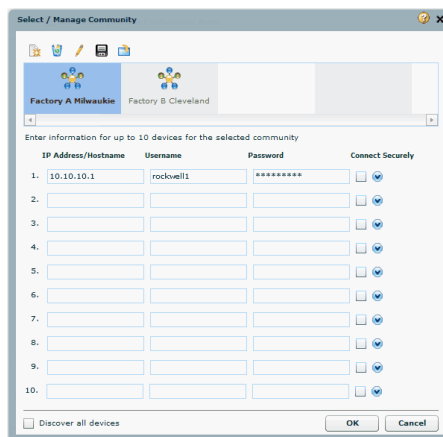 Select / Manage Community
Factory A Milwaukie Factory B Cleveland
Enter information for up to 10 devices for the selected community
IP Address/Hostname Username Password Connect Securely
1. 10.10.10.1 rockwell1 *********
2.
3.
4.
5.
6.
7.
8.
9.
10.
Discover all devices OK Cancel